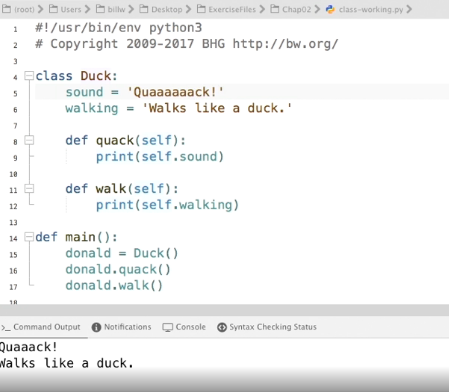 (root) Users billw Desktop ExerciseFiles Chap02 class-working.py
1 #!/usr/bin/env python3
2 # Copyright 2009-2017 BHG http://bw.org/
3
4 class Duck:
5 sound = 'Quaaaaaack!'
6 walking = 'Walks like a duck.'
7
8 def quack(self):
9 print(self.sound)
10
11 def walk(self):
12 print(self.walking)
13
14 def main():
15 donald = Duck()
16 donald.quack()
17 donald.walk()
18
Command Output Notifications Console Syntax Checking Status
Quaaack!
Walks like a duck.